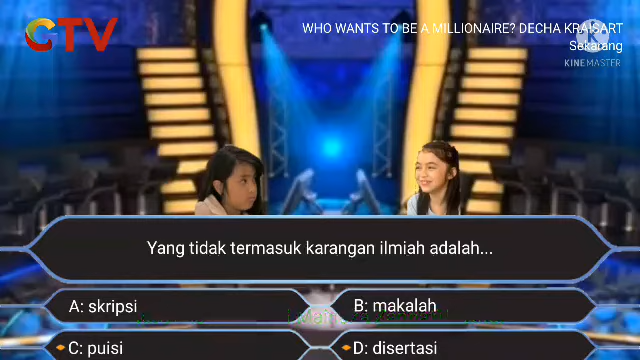 CTV
WHO WANTS TO BE A MILLIONAIRE? DECHA KRAISART
Sekarang
KINEMASTER
Yang tidak termasuk karangan ilmiah adalah...
A: skripsi
B: makalah
C: puisi
D: disertasi